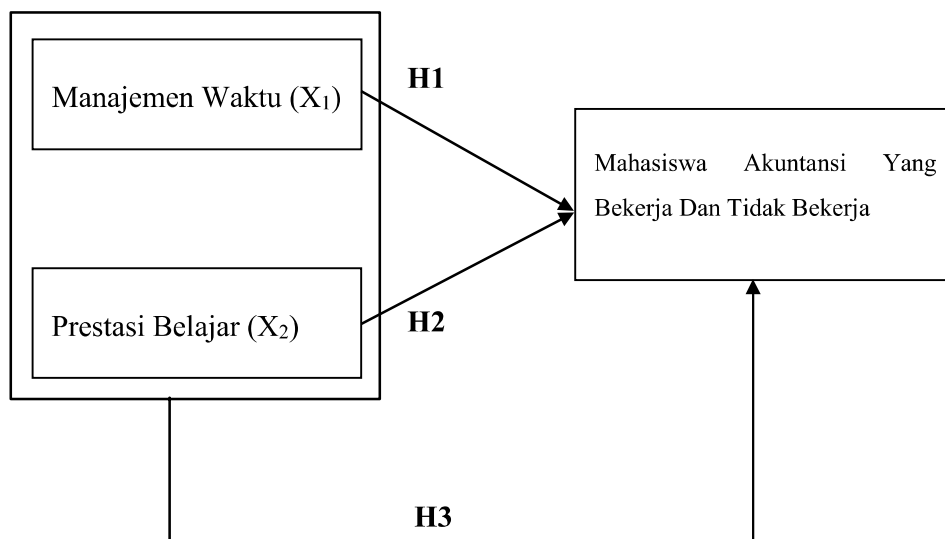 Manajemen Waktu (X₁)
H1
Mahasiswa Akuntansi Yang
Bekerja Dan Tidak Bekerja
Prestasi Belajar (X₂)
H2
H3